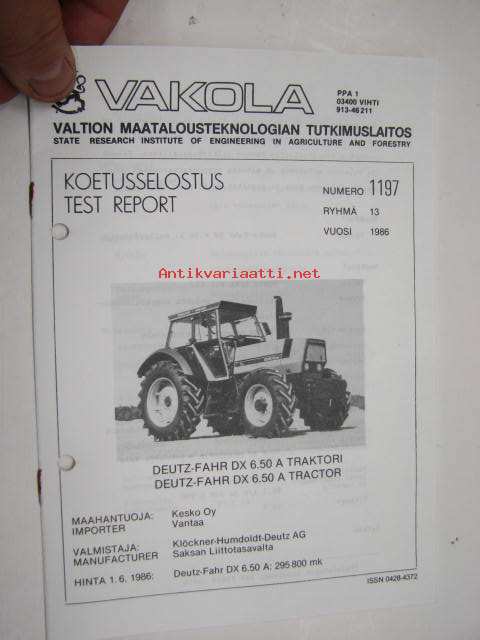 VAKOLA
PPA 1
03400 VIHTI
913-46 211
VALTION MAATALOUSTEKNOLOGIAN TUTKIMUSLAITOS
STATE RESEARCH INSTITUTE OF ENGINEERING IN AGRICULTURE AND FORESTRY
KOETUSSELOSTUS
TEST REPORT
NUMERO 1197
RYHMÄ 13
VUOSI 1986
Antikvariaatti.net
DEUTZ-FAHR DX 6.50 A TRAKTORI
DEUTZ-FAHR DX 6.50 A TRACTOR
MAAHANTUOJA: Kesko Oy
IMPORTER Vantaa
VALMISTAJA: Klöckner-Humdoldt-Deutz AG
MANUFACTURER Saksan Liittotasavalta
HINTA 1. 6. 1986: Deutz-Fahr DX 6.50 A: 295 800 mk
ISSN 0428-4372